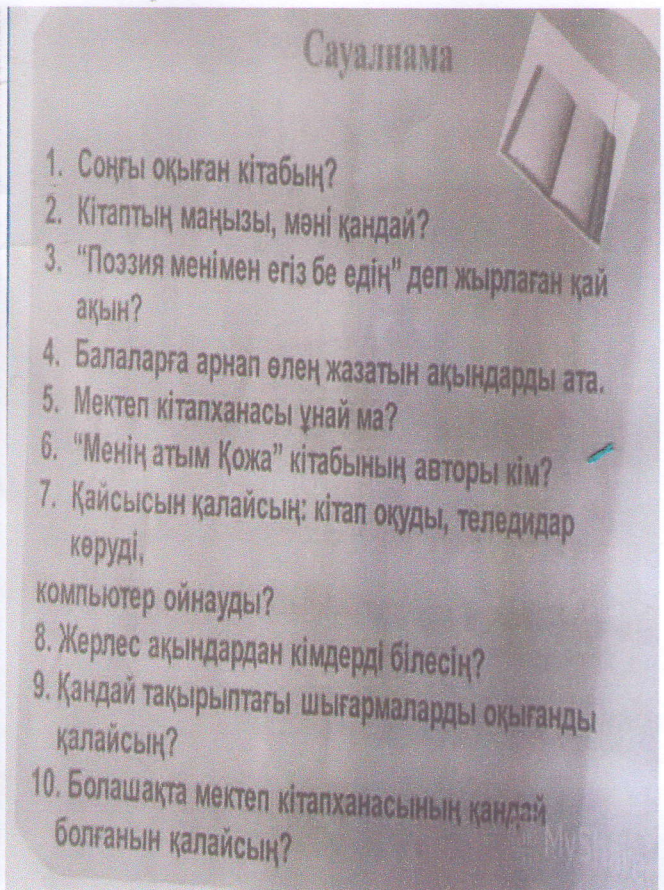 Сауалнама
1. Соңғы оқыған кітабың?
2. Кітаптың маңызы, мәні қандай?
3. “Поэзия менімен егіз бе едің” деп жырлаған қай
ақын?
4. Балаларға арнап өлең жазатын ақындарды ата.
5. Мектеп кітапханасы ұнай ма?
6. “Менің атым Қожа” кітабының авторы кім?
7. Қайсысын қалайсың: кітап оқуды, теледидар
көруді,
компьютер ойнауды?
8. Жерлес ақындардан кімдерді білесің?
9. Қандай тақырыптағы шығармаларды оқығанды
қалайсың?
10. Болашақта мектеп кітапханасының қандай
болғанын қалайсың?